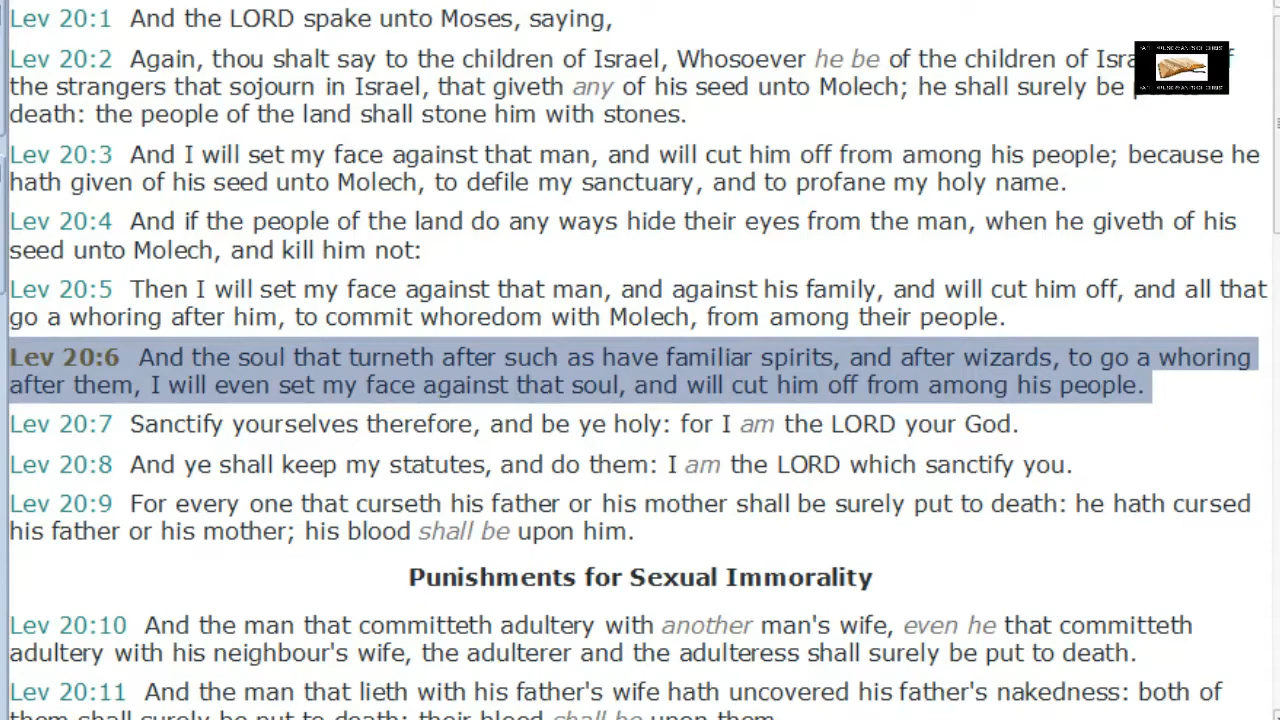 Lev 20:1 And the LORD spake unto Moses, saying,
Lev 20:2 Again, thou shalt say to the children of Israel, Whosoever he be of the children of Isra
the strangers that sojourn in Israel, that giveth any of his seed unto Molech; he shall surely be
death: the people of the land shall stone him with stones.
Lev 20:3 And I will set my face against that man, and will cut him off from among his people; because he
hath given of his seed unto Molech, to defile my sanctuary, and to profane my holy name.
Lev 20:4 And if the people of the land do any ways hide their eyes from the man, when he giveth of his
seed unto Molech, and kill him not:
Lev 20:5 Then I will set my face against that man, and against his family, and will cut him off, and all that
go a whoring after him, to commit whoredom with Molech, from among their people.
Lev 20:6 And the soul that turneth after such as have familiar spirits, and after wizards, to go a whoring
after them, I will even set my face against that soul, and will cut him off from among his people.
Lev 20:7 Sanctify yourselves therefore, and be ye holy: for I am the LORD your God.
Lev 20:8 And ye shall keep my statutes, and do them: I am the LORD which sanctify you.
Lev 20:9 For every one that curseth his father or his mother shall be surely put to death: he hath cursed
his father or his mother; his blood shall be upon him.
Punishments for Sexual Immorality
Lev 20:10 And the man that committeth adultery with another man's wife, even he that committeth
adultery with his neighbour's wife, the adulterer and the adulteress shall surely be put to death.
Lev 20:11 And the man that lieth with his father's wife hath uncovered his father's nakedness: both of
them shall surely be put to death; their blood shall be upon them.